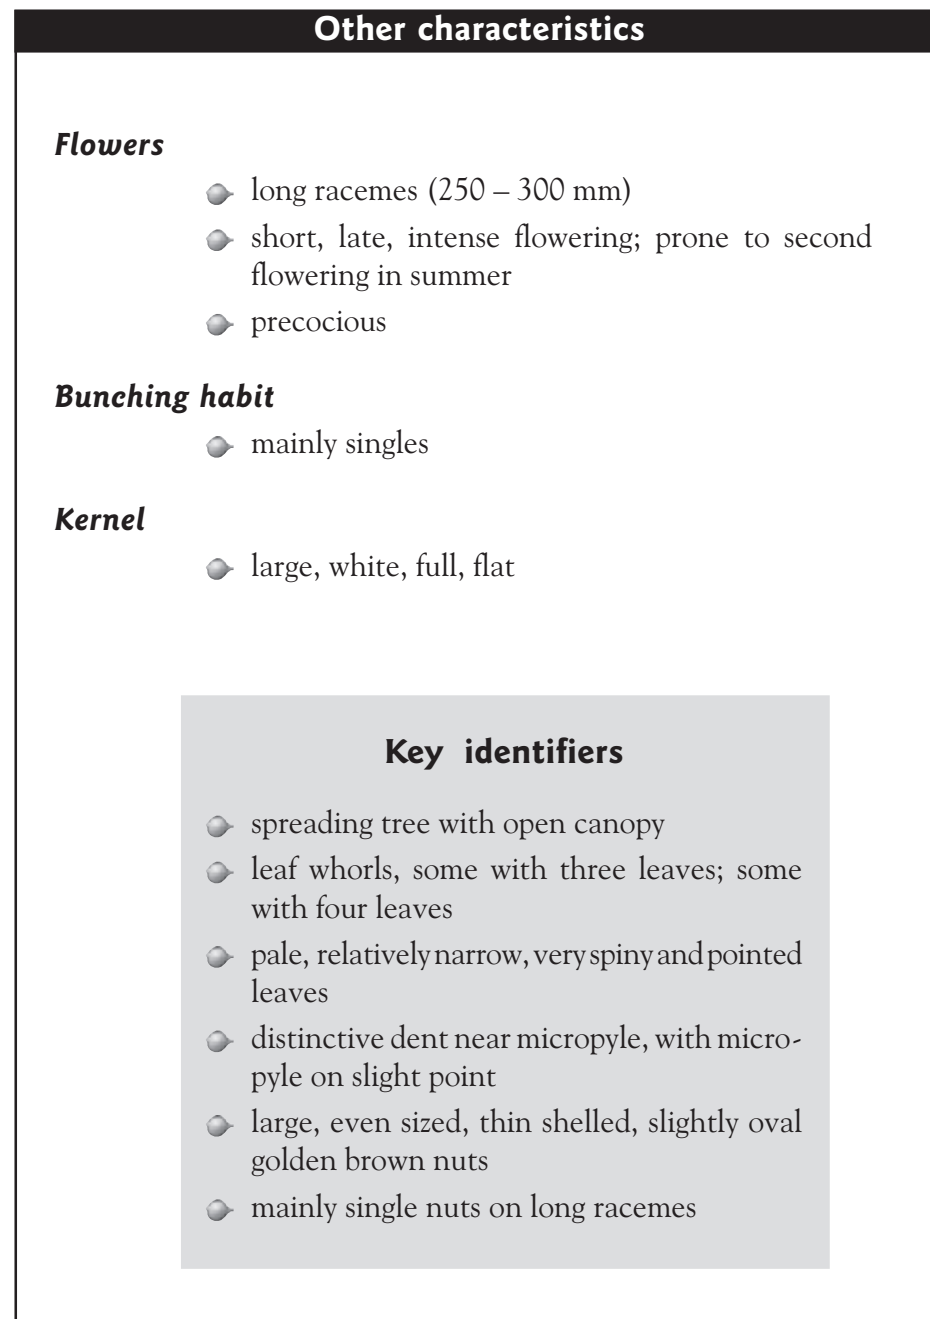 Other characteristics
Flowers
long racemes (250 – 300 mm)
short, late, intense flowering; prone to second
flowering in summer
precocious
Bunching habit
mainly singles
Kernel
large, white, full, flat
Key identifiers
spreading tree with open canopy
leaf whorls, some with three leaves; some
with four leaves
pale, relatively narrow, very spiny and pointed
leaves
distinctive dent near micropyle, with micro-
pyle on slight point
large, even sized, thin shelled, slightly oval
golden brown nuts
mainly single nuts on long racemes